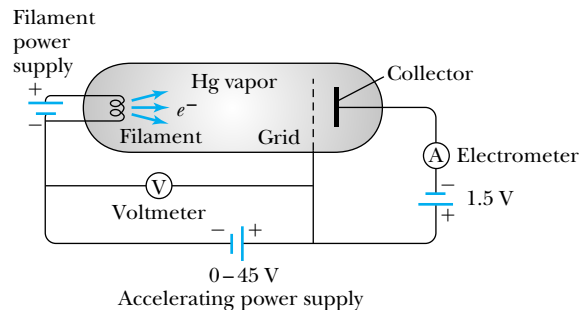 Filament
power
supply
+
−
Hg vapor
e−
Filament
Grid
Collector
A
Electrometer
−
1.5 V
+
V
Voltmeter
− +
0–45 V
Accelerating power supply